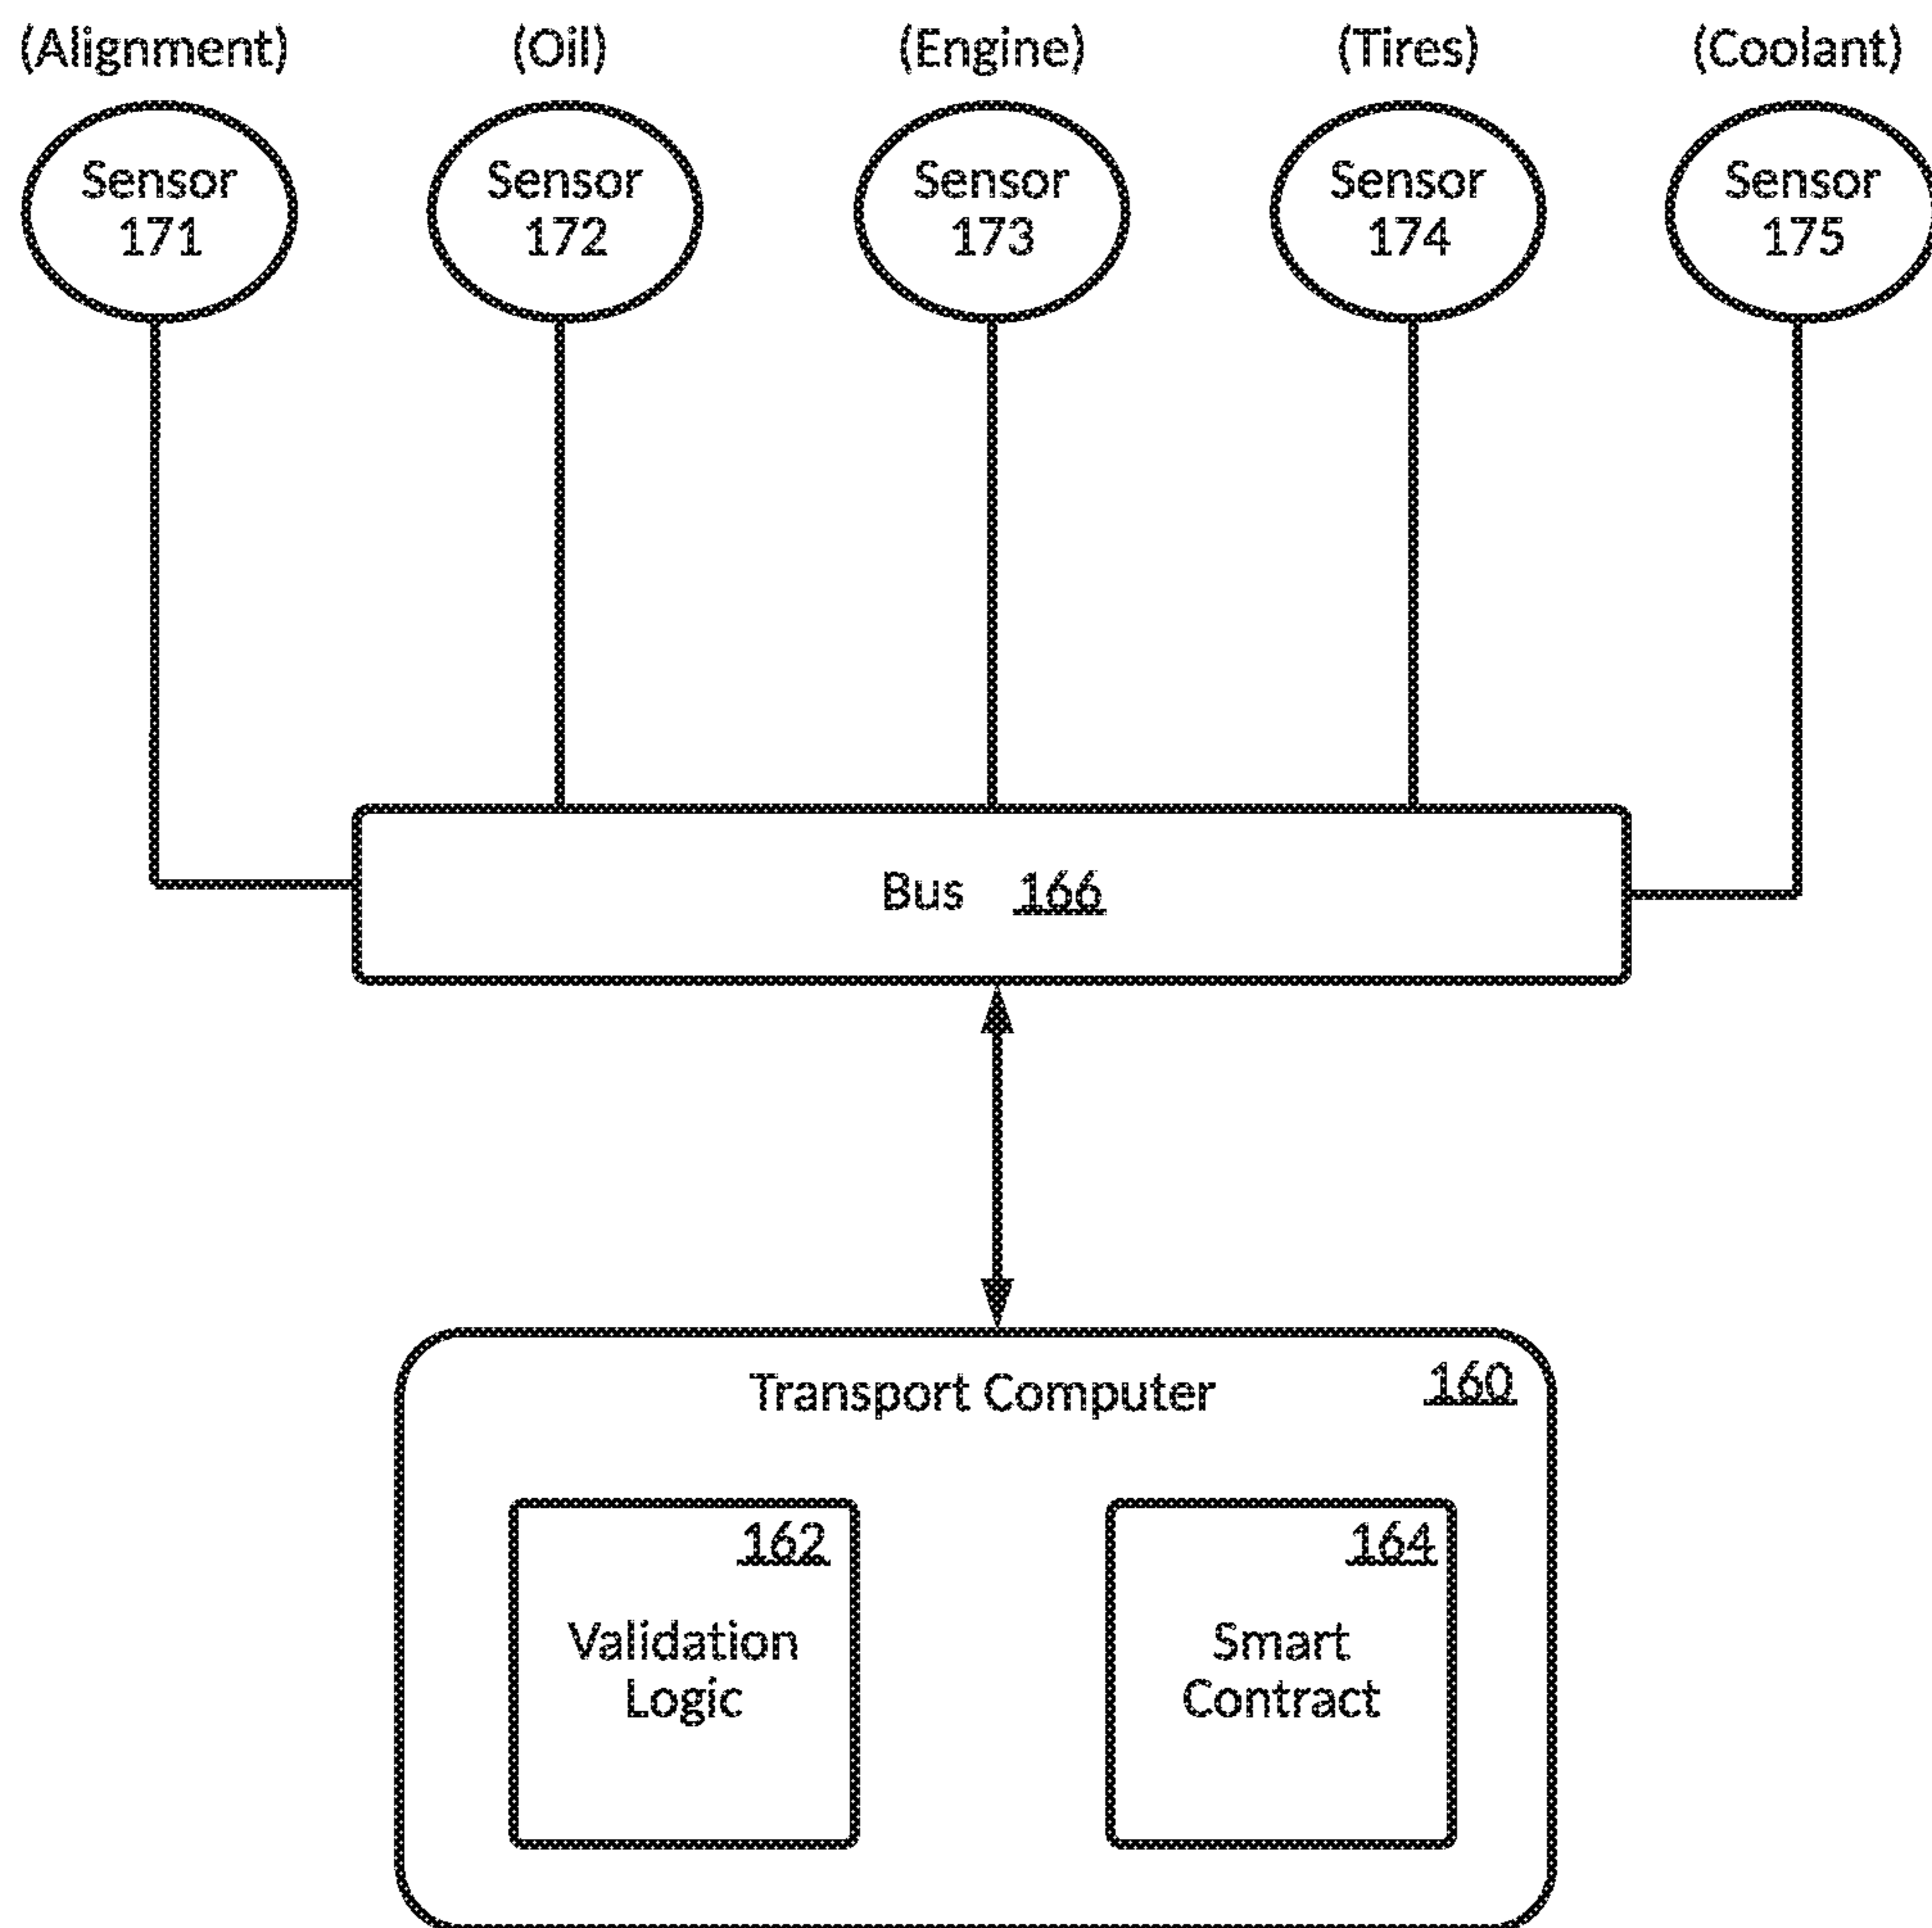 (Alignment) (Oil) (Engine) (Tires) (Coolant)
Sensor Sensor Sensor Sensor Sensor
171 172 173 174 175
Bus 166
Transport Computer 160
162 164
Validation Smart
Logic Contract